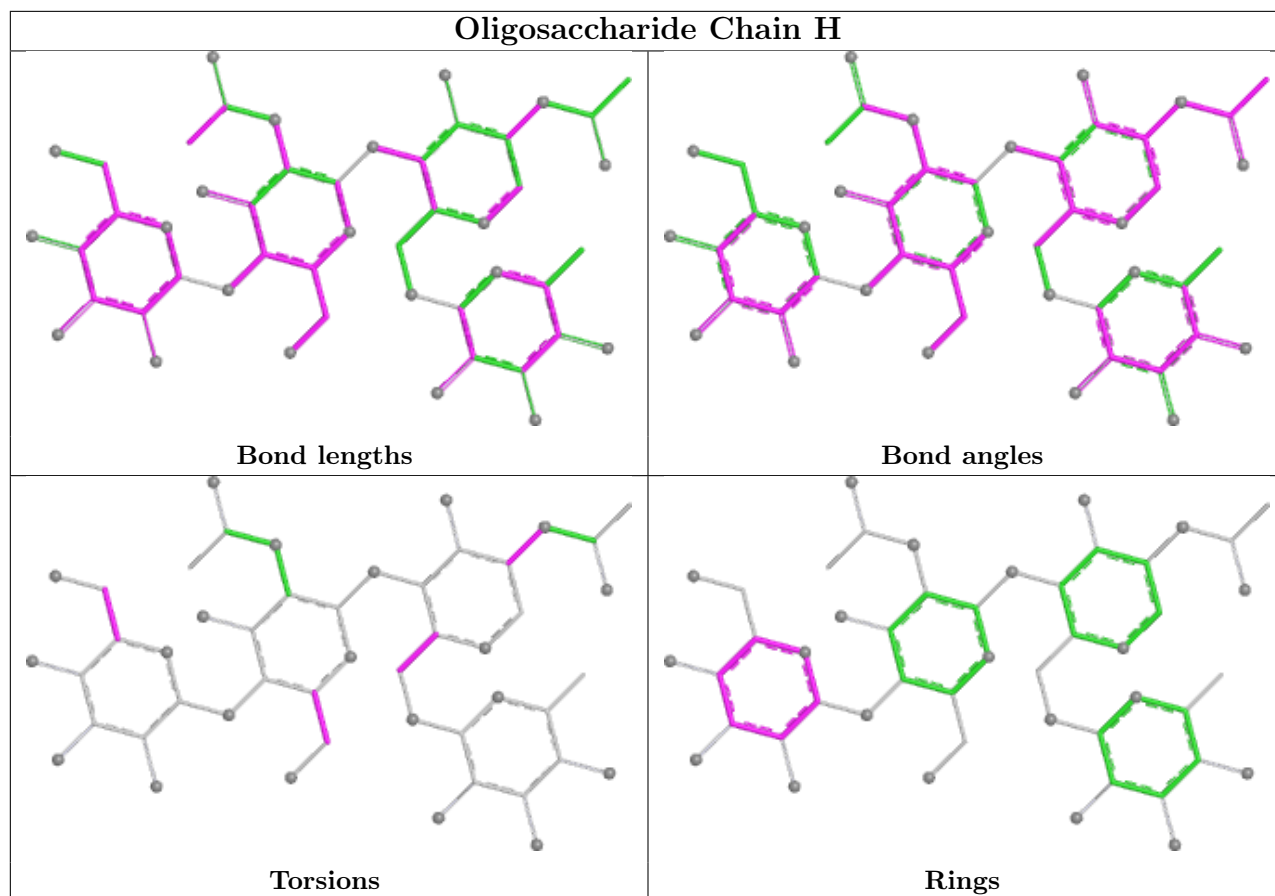 Oligosaccharide Chain H
Bond lengths
Bond angles
Torsions
Rings